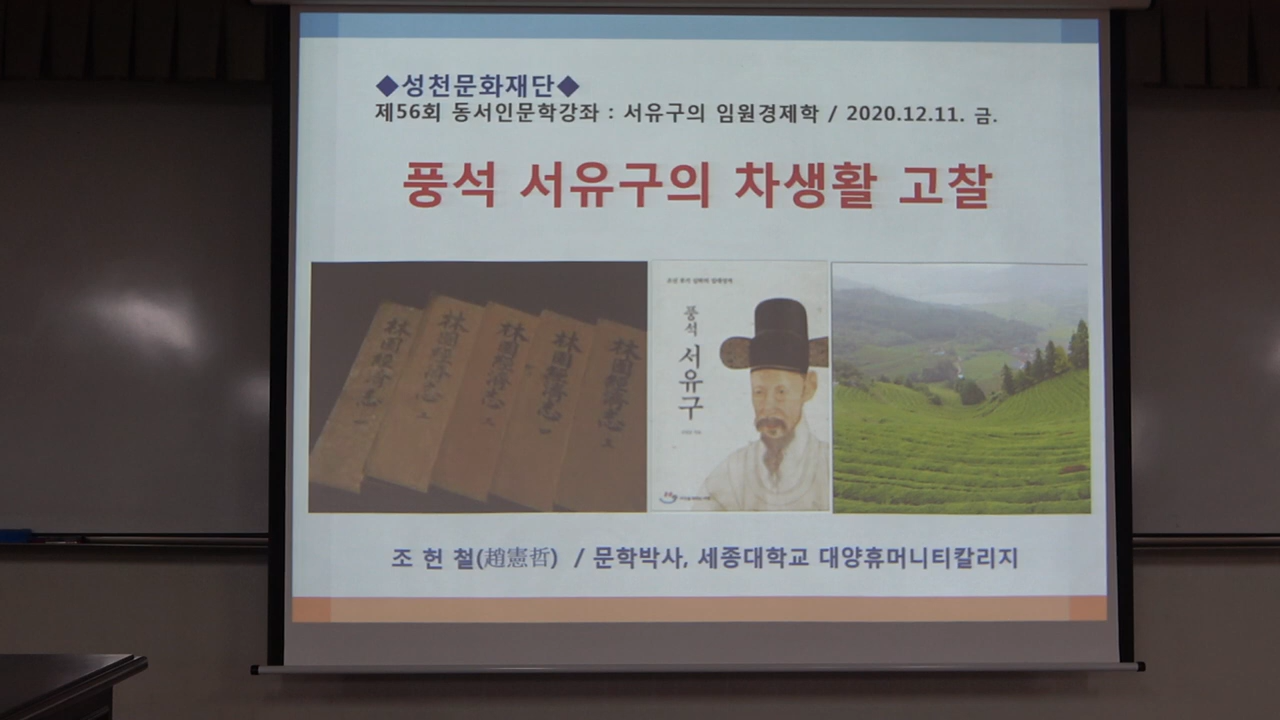 ◆성천문화재단◆
제56회 동서인문학강좌 : 서유구의 임원경제학 / 2020.12.11. 금.
풍석 서유구의 차생활 고찰
林園經濟志 一
林園經濟志 二
林園經濟志
林園經濟志
林園經濟志
풍석
서유구
조 헌 철(趙憲哲) / 문학박사, 세종대학교 대양휴머니티칼리지